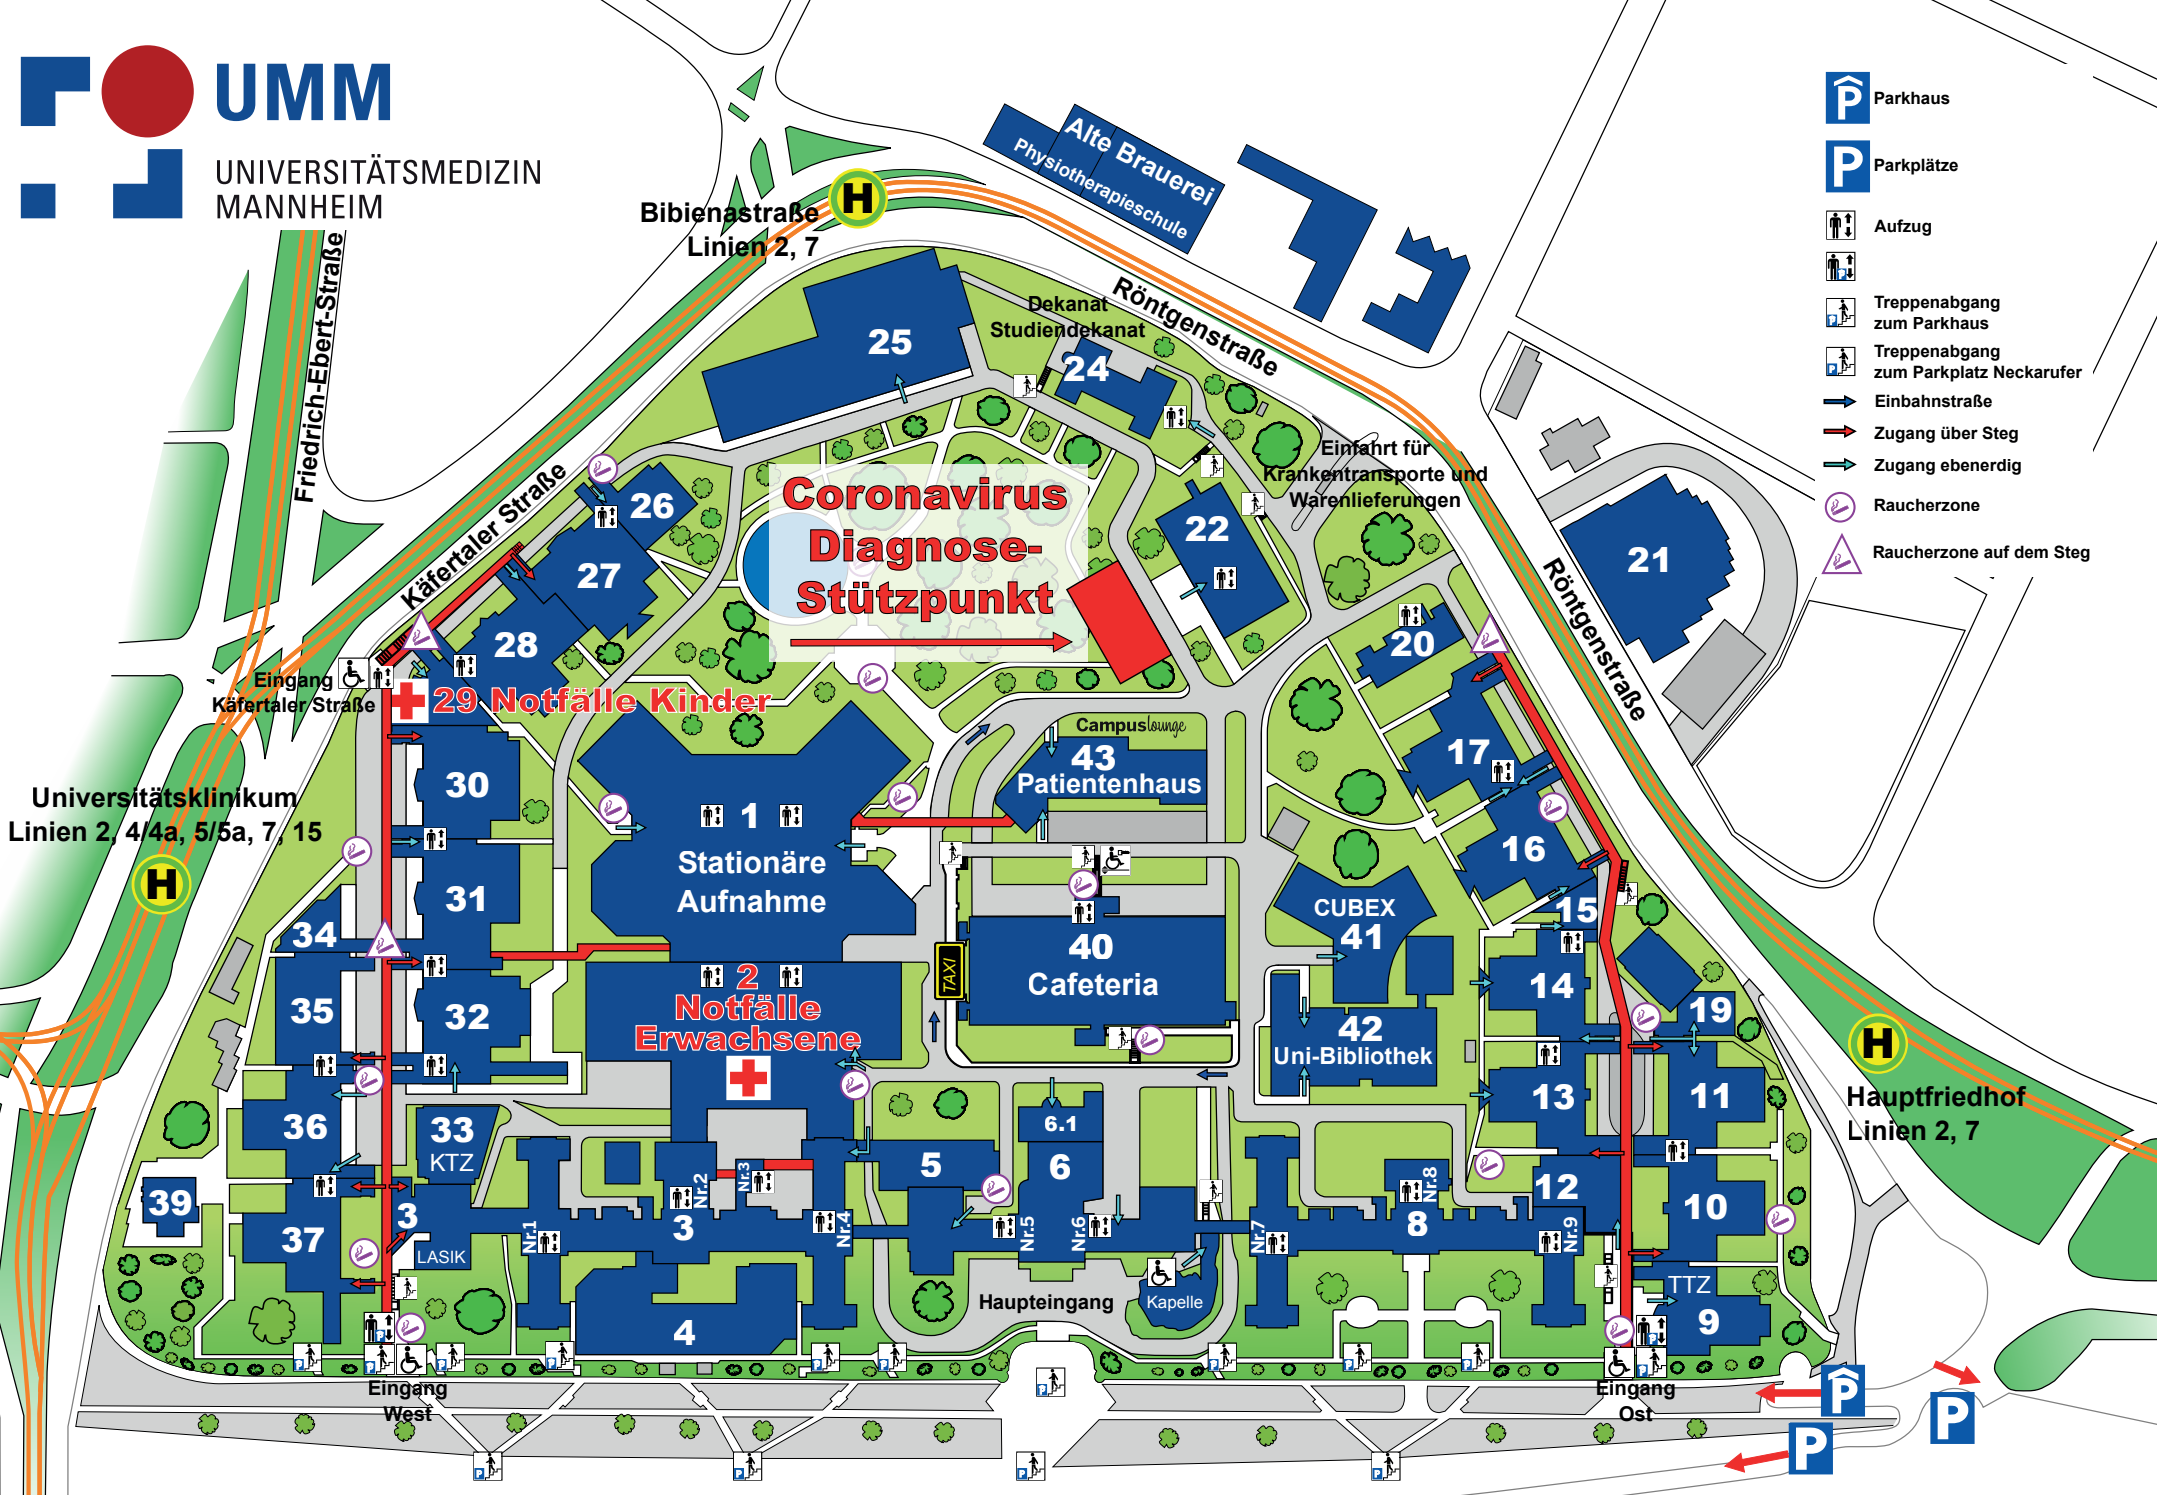 UMM
UNIVERSITÄTSMEDIZIN
MANNHEIM
Bibienastraße
Linien 2, 7
H
Alte Brauerei
Physiotherapieschule
P Parkhaus
P Parkplätze
Aufzug
Treppenabgang
zum Parkhaus
Treppenabgang
zum Parkplatz Neckarufer
Einbahnstraße
Zugang über Steg
Zugang ebenerdig
Raucherzone
Raucherzone auf dem Steg
Friedrich-Ebert-Straße
Käfertaler Straße
Röntgenstraße
Röntgenstraße
Dekanat
Studiendekanat
25
24
Einfahrt für
Krankentransporte und
Warenlieferungen
26
27
28
22
21
20
Coronavirus
Diagnose-
Stützpunkt
Eingang
Käfertaler Straße
29 Notfälle Kinder
Campuslounge
43
Patientenhaus
17
16
15
30
1
Stationäre
Aufnahme
Universitätsklinikum
Linien 2, 4/4a, 5/5a, 7, 15
H
31
34
35
32
2
Notfälle
Erwachsene
TAXI
40
Cafeteria
CUBEX
41
42
Uni-Bibliothek
14
19
13
11
H
Hauptfriedhof
Linien 2, 7
36
33
KTZ
39
37
3
LASIK
Nr.1
Nr.2
Nr.3
Nr.4
3
4
5
6.1
6
Nr.5
Nr.6
Nr.7
Nr.8
8
Nr.9
12
10
TTZ
9
Haupteingang
Kapelle
Eingang
West
Eingang
Ost
P
P
P